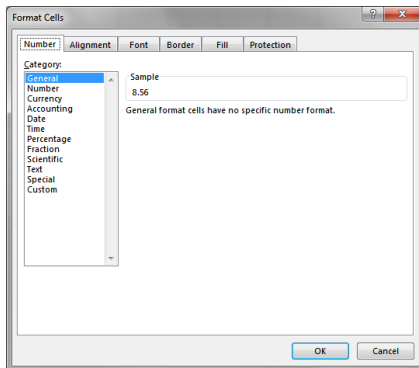 Format Cells
Number Alignment Font Border Fill Protection
Category:
General
Number
Currency
Accounting
Date
Time
Percentage
Fraction
Scientific
Text
Special
Custom
Sample
8.56
General format cells have no specific number format.
OK Cancel